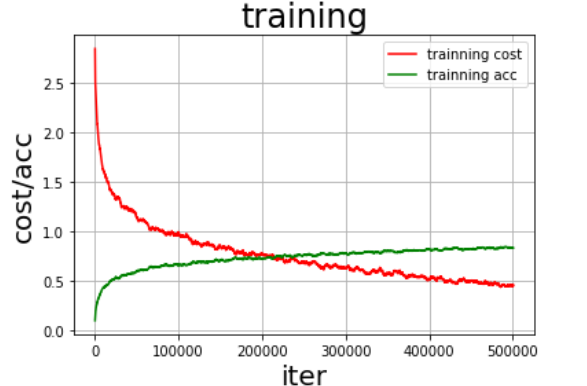 training
trainning cost
trainning acc
cost/acc
2.5
2.0
1.5
1.0
0.5
0.0
0 100000 200000 300000 400000 500000
iter